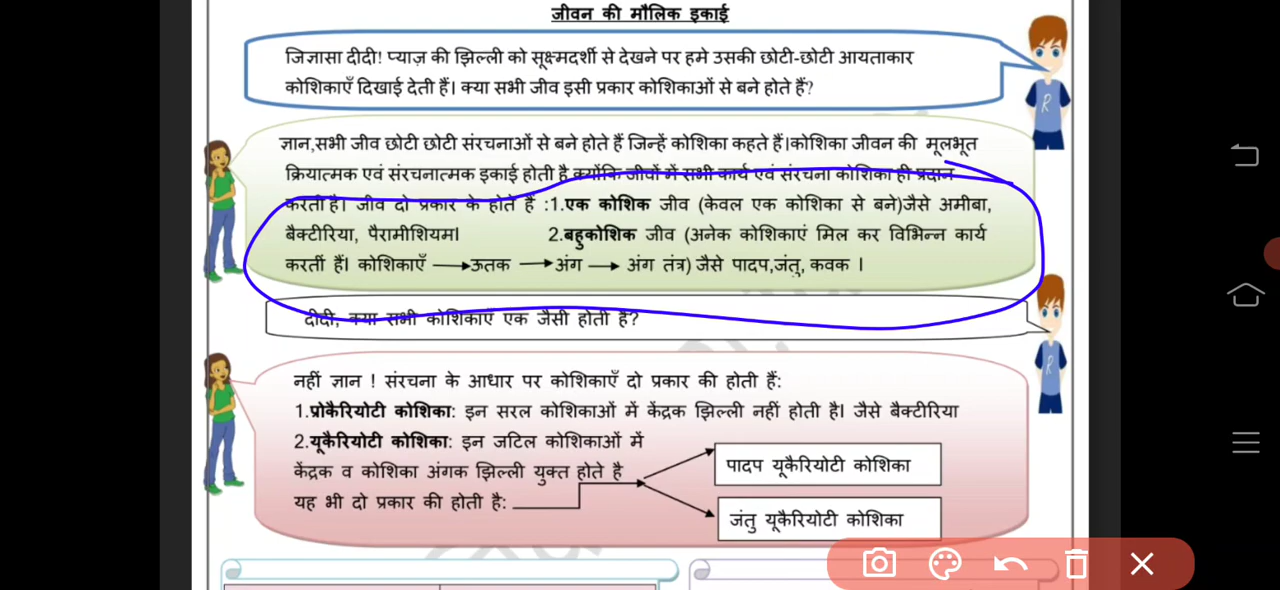 जीवन की मौलिक इकाई
जिज्ञासा दीदी! प्याज़ की झिल्ली को सूक्ष्मदर्शी से देखने पर हमे उसकी छोटी-छोटी आयताकार
कोशिकाएँ दिखाई देती हैं। क्या सभी जीव इसी प्रकार कोशिकाओं से बने होते हैं?
ज्ञान,सभी जीव छोटी छोटी संरचनाओं से बने होते हैं जिन्हें कोशिका कहते हैं।कोशिका जीवन की मूलभूत
क्रियात्मक एवं संरचनात्मक इकाई होती है क्योंकि जीवों में सभी कार्य एवं संरचना कोशिका ही प्रदान
करती है। जीव दो प्रकार के होते हैं :1.एक कोशिक जीव (केवल एक कोशिका से बने)जैसे अमीबा,
बैक्टीरिया, पैरामीशियम। 2.बहुकोशिक जीव (अनेक कोशिकाएं मिल कर विभिन्न कार्य
करतीं हैं। कोशिकाएँ →ऊतक →अंग → अंग तंत्र) जैसे पादप,जंतु, कवक ।
दीदी, क्या सभी कोशिकाएँ एक जैसी होती हैं?
नहीं ज्ञान ! संरचना के आधार पर कोशिकाएँ दो प्रकार की होती हैं:
1.प्रोकैरियोटी कोशिका: इन सरल कोशिकाओं में केंद्रक झिल्ली नहीं होती है। जैसे बैक्टीरिया
2.यूकैरियोटी कोशिका: इन जटिल कोशिकाओं में
केंद्रक व कोशिका अंगक झिल्ली युक्त होते है
यह भी दो प्रकार की होती है:
पादप यूकैरियोटी कोशिका
जंतु यूकैरियोटी कोशिका
R
R